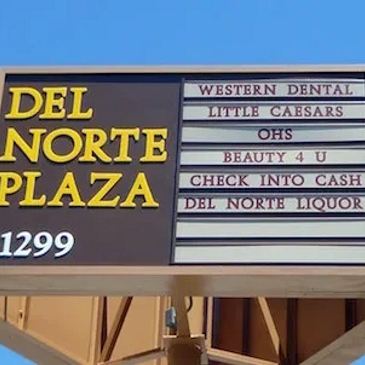 DEL
NORTE
PLAZA
1299
WESTERN DENTAL
LITTLE CAESARS
OHS
BEAUTY 4 U
CHECK INTO CASH
DEL NORTE LIQUOR